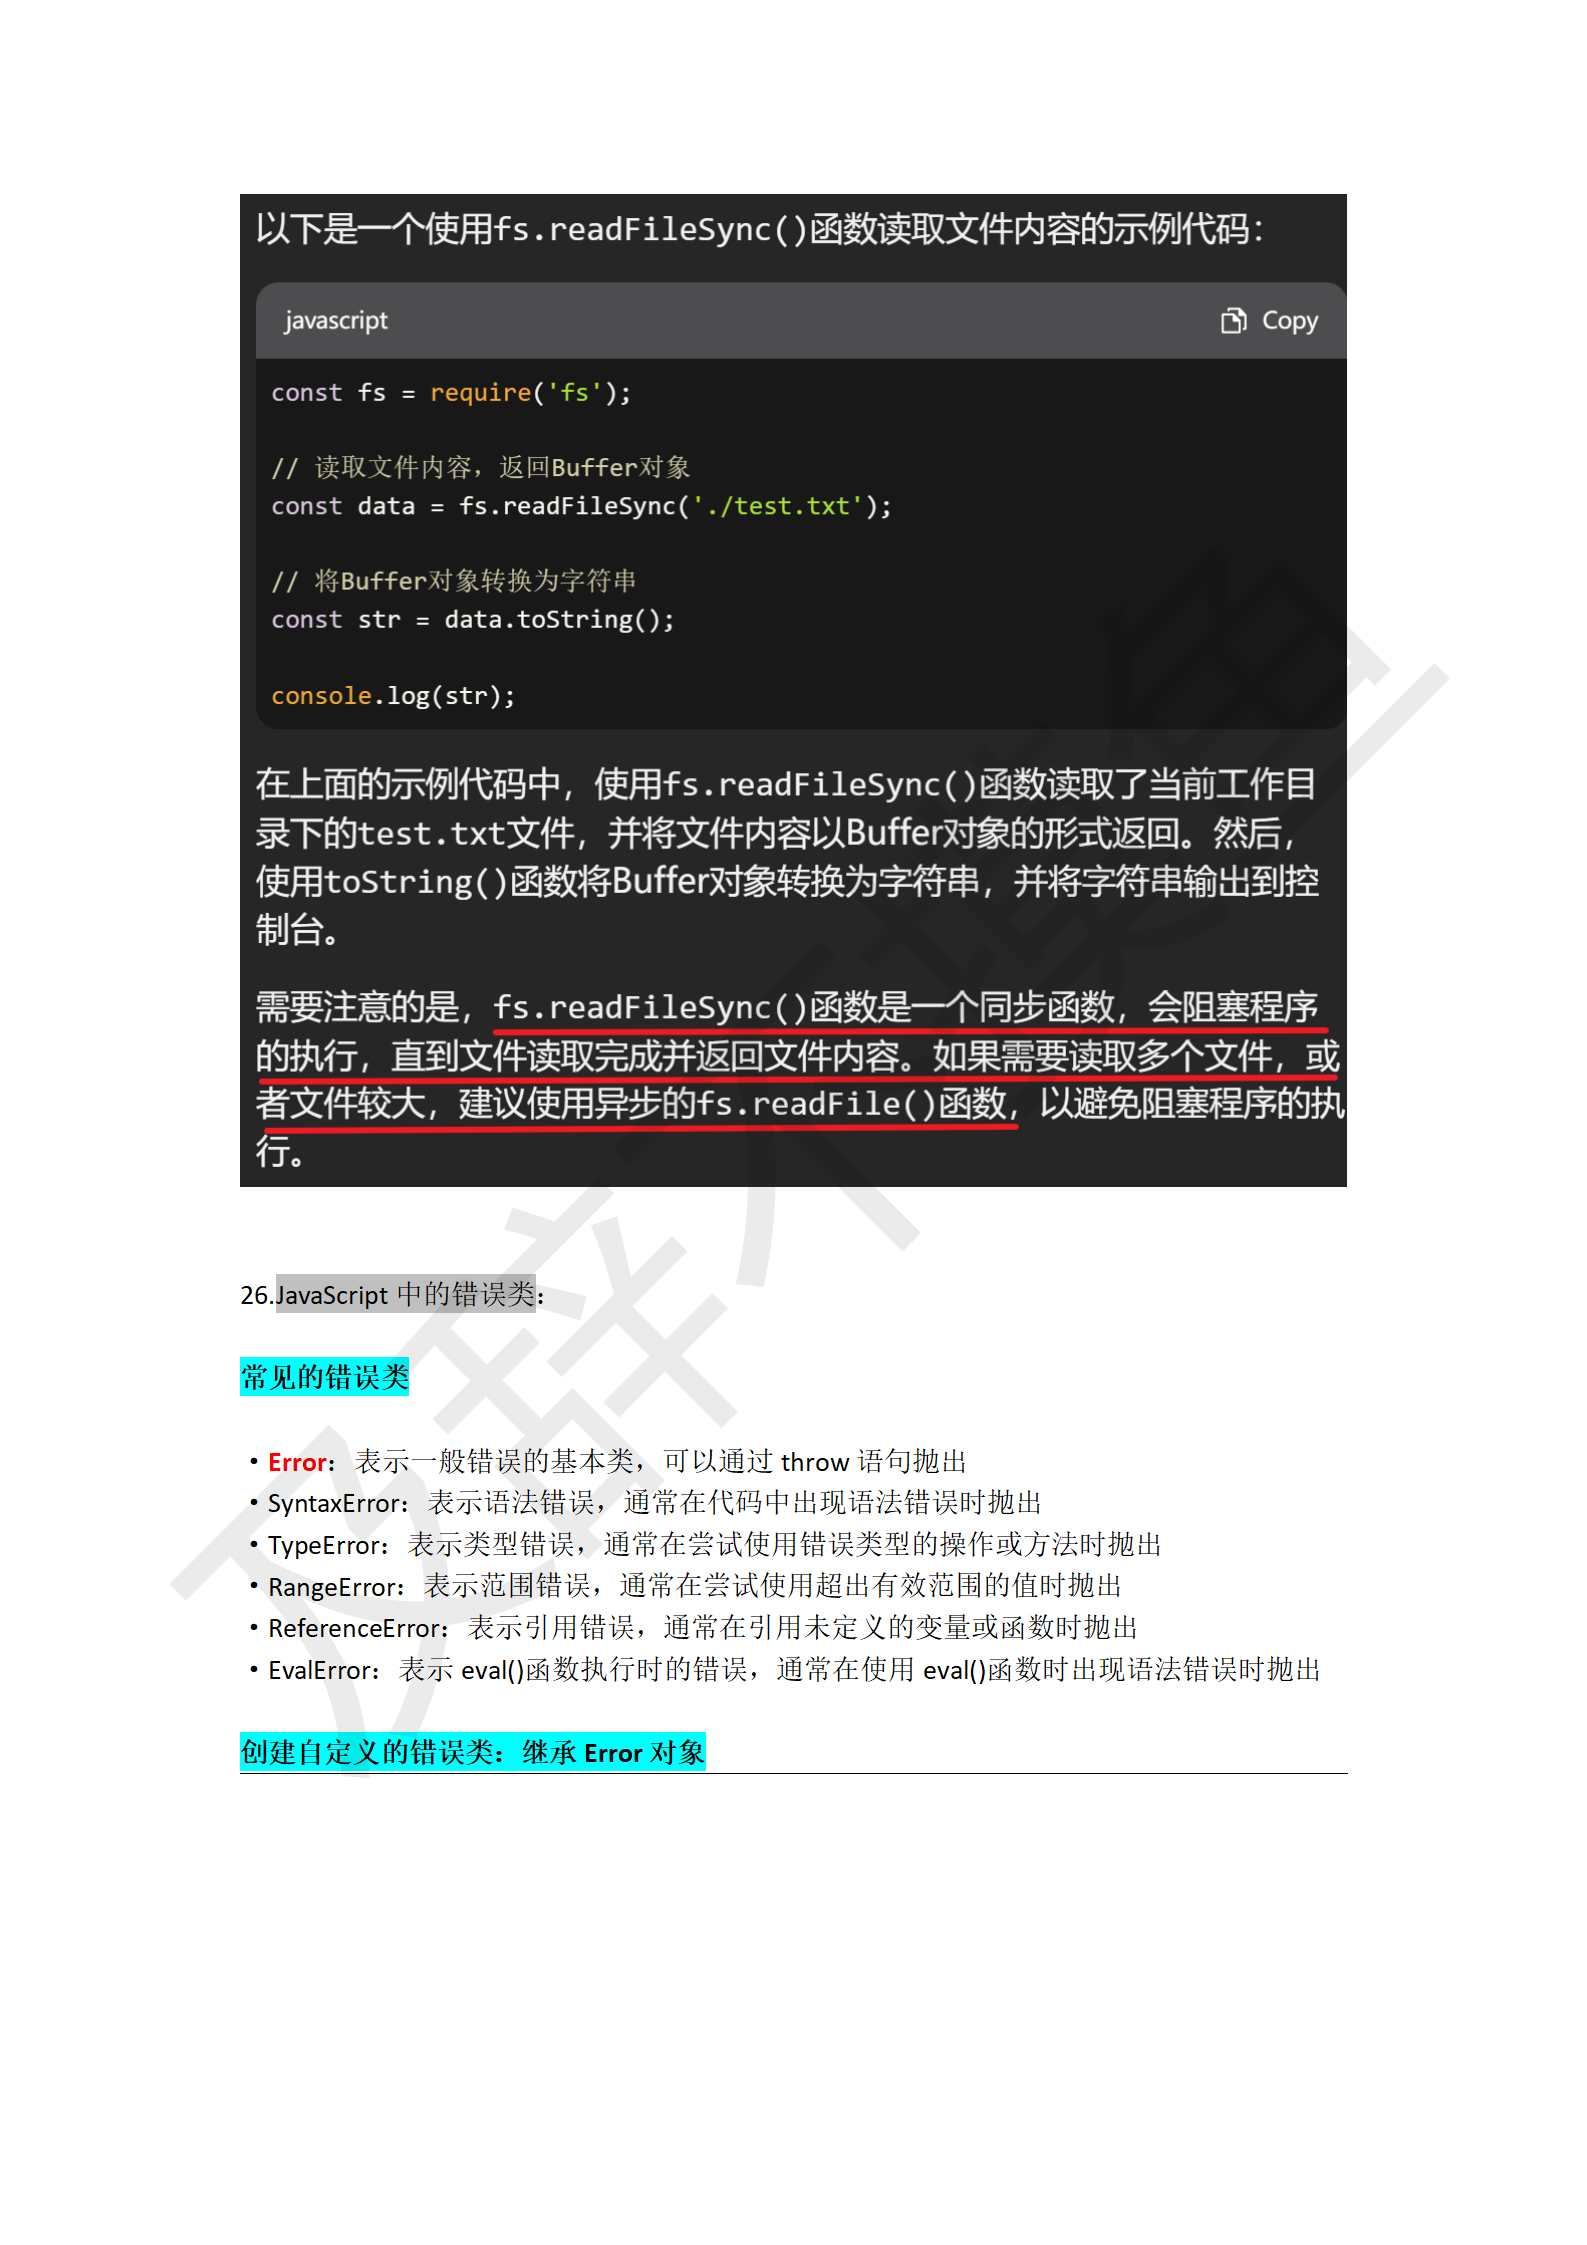 以下是一个使用fs.readFileSync()函数读取文件内容的示例代码：
javascript
Copy
const fs = require('fs');
// 读取文件内容，返回Buffer对象
const data = fs.readFileSync('./test.txt');
// 将Buffer对象转换为字符串
const str = data.toString();
console.log(str);
在上面的示例代码中，使用fs.readFileSync()函数读取了当前工作目
录下的test.txt文件，并将文件内容以Buffer对象的形式返回。然后，
使用toString()函数将Buffer对象转换为字符串，并将字符串输出到控
制台。
需要注意的是，fs.readFileSync()函数是一个同步函数，会阻塞程序
的执行，直到文件读取完成并返回文件内容。如果需要读取多个文件，或
者文件较大，建议使用异步的fs.readFile()函数，以避免阻塞程序的执
行。
26.JavaScript 中的错误类：
常见的错误类
• Error：表示一般错误的基本类，可以通过 throw 语句抛出
• SyntaxError：表示语法错误，通常在代码中出现语法错误时抛出
• TypeError：表示类型错误，通常在尝试使用错误类型的操作或方法时抛出
• RangeError：表示范围错误，通常在尝试使用超出有效范围的值时抛出
• ReferenceError：表示引用错误，通常在引用未定义的变量或函数时抛出
• EvalError：表示 eval()函数执行时的错误，通常在使用 eval()函数时出现语法错误时抛出
创建自定义的错误类：继承 Error 对象